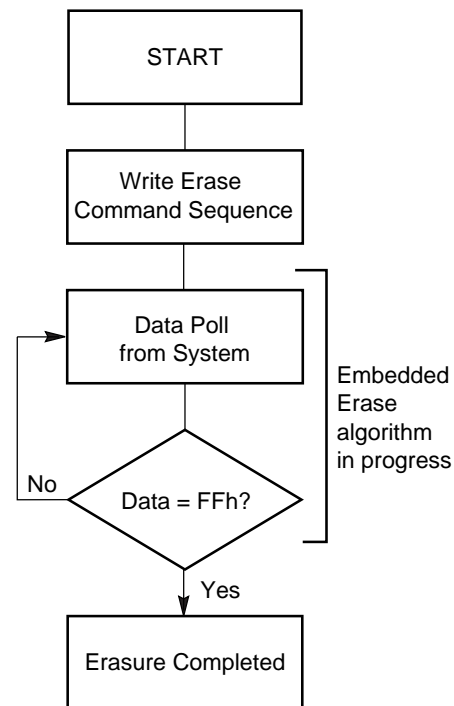 START
Write Erase
Command Sequence
Data Poll
from System
Embedded
Erase
algorithm
in progress
No
Data = FFh?
Yes
Erasure Completed